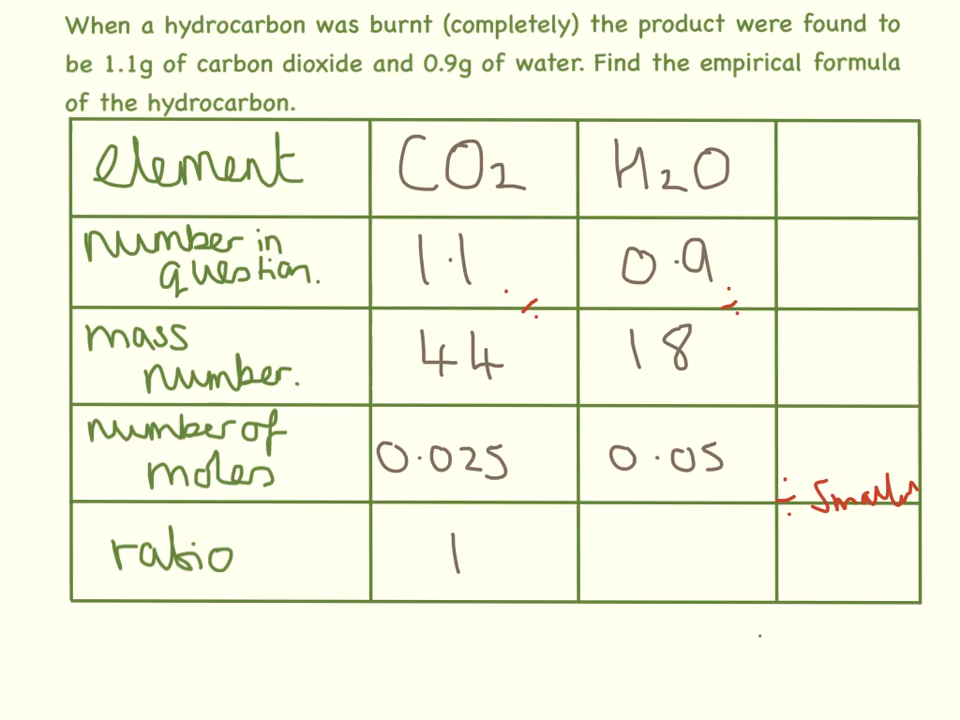 When a hydrocarbon was burnt (completely) the product were found to
be 1.1g of carbon dioxide and 0.9g of water. Find the empirical formula
of the hydrocarbon.
element CO₂ H₂O
number in
question. 1.1 0.9
÷ ÷
mass
number. 44 18
number of
moles 0.025 0.05
÷ smaller
ratio 1